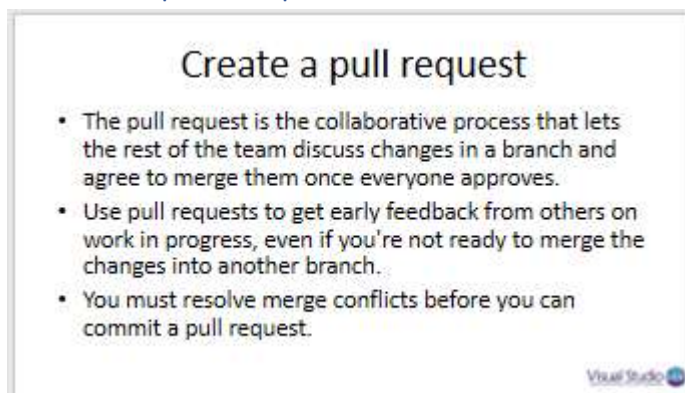 Create a pull request
• The pull request is the collaborative process that lets
the rest of the team discuss changes in a branch and
agree to merge them once everyone approves.
• Use pull requests to get early feedback from others on
work in progress, even if you're not ready to merge the
changes into another branch.
• You must resolve merge conflicts before you can
commit a pull request.
Visual Studio